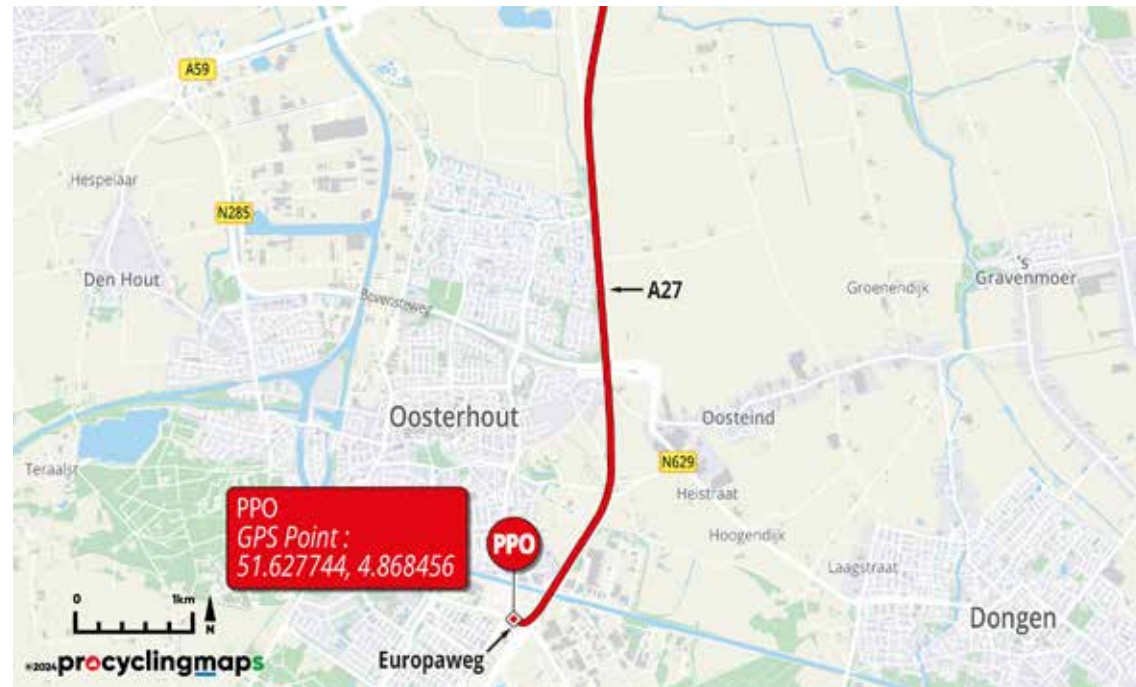 A59
Hespelaar
N285
Den Hout
Bovensteweg
A27
's
Gravenmoer
Groenendijk
Oosterhout
Oosteind
Teraalst
N629
Heistraat
PPO
GPS Point :
51.627744, 4.868456
PPO
Hoogendijk
Laagstraat
0 1km
N
Dongen
Europaweg
©2024 procyclingmaps